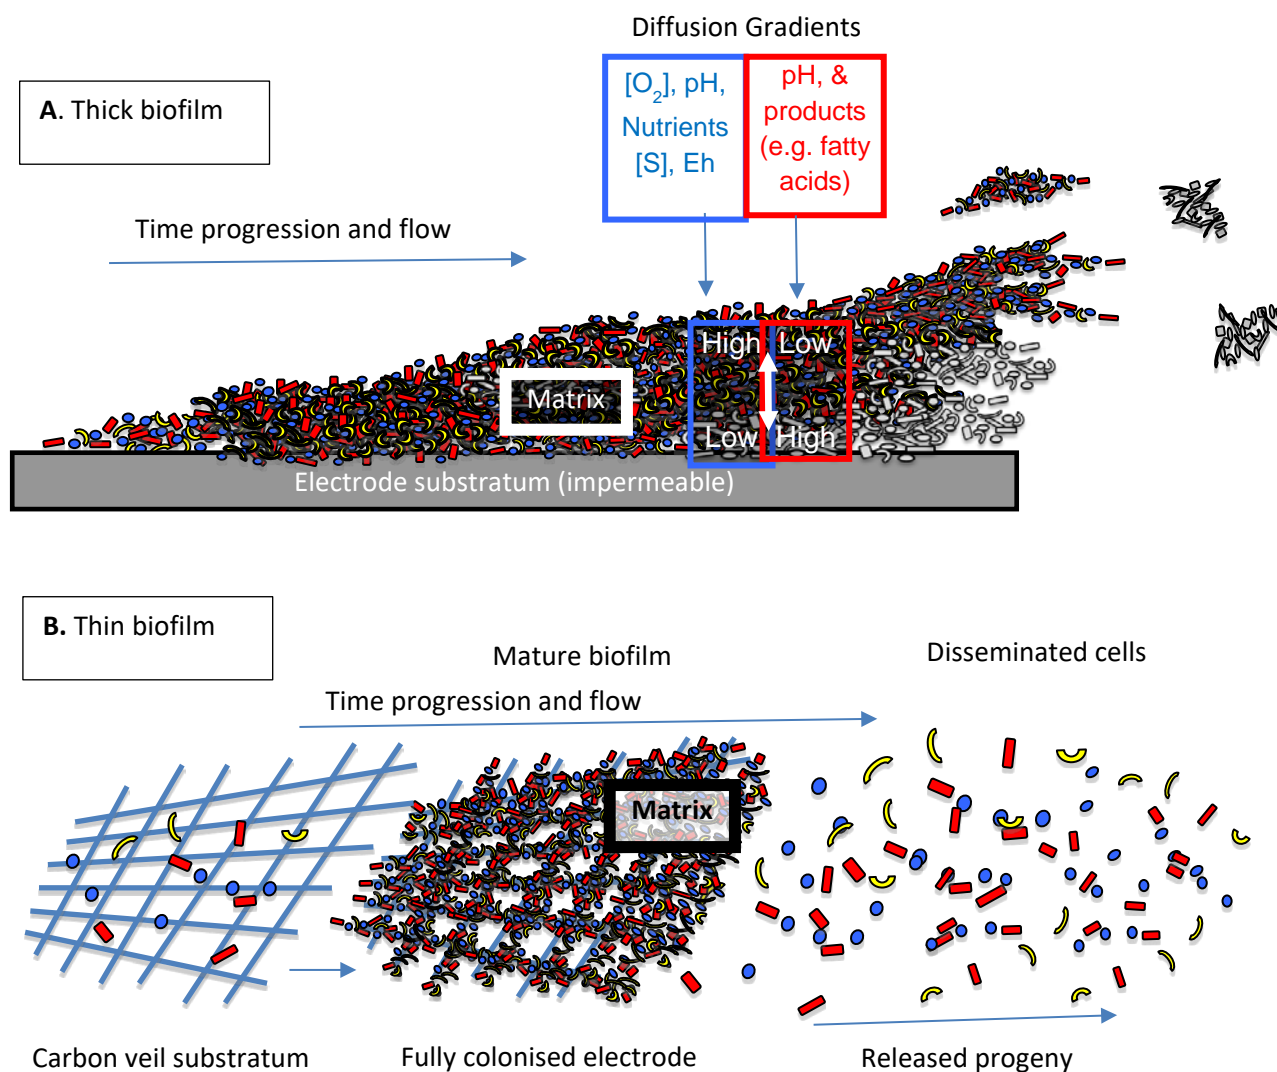 Diffusion Gradients
A. Thick biofilm
[O2], pH,
Nutrients
[S], Eh
pH, &
products
(e.g. fatty
acids)
Time progression and flow
High
Low
Matrix
Low
High
Electrode substratum (impermeable)
B. Thin biofilm
Mature biofilm
Disseminated cells
Time progression and flow
Matrix
Carbon veil substratum
Fully colonised electrode
Released progeny